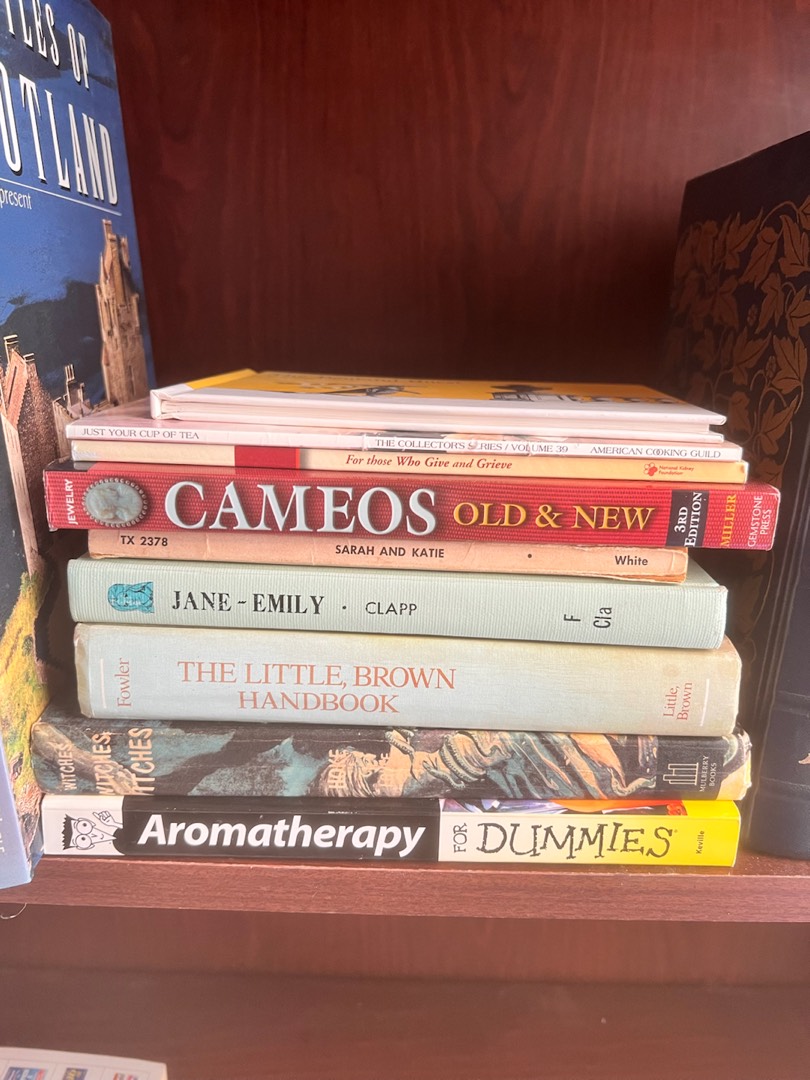 TLES OF
OTLAND
present
JUST YOUR CUP OF TEA THE COLLECTOR'S SERIES / VOLUME 39 AMERICAN COOKING GUILD
For those Who Give and Grieve National Kidney Foundation
JEWELRY CAMEOS OLD & NEW 3RD EDITION MILLER GEMSTONE PRESS
TX 2378 SARAH AND KATIE • White
JANE-EMILY · CLAPP F Cla
Fowler THE LITTLE, BROWN
HANDBOOK Little, Brown
WITCHES
WITCHES
WITCHES
MULBERRY BOOKS
Aromatherapy FOR DUMMIES® Keville